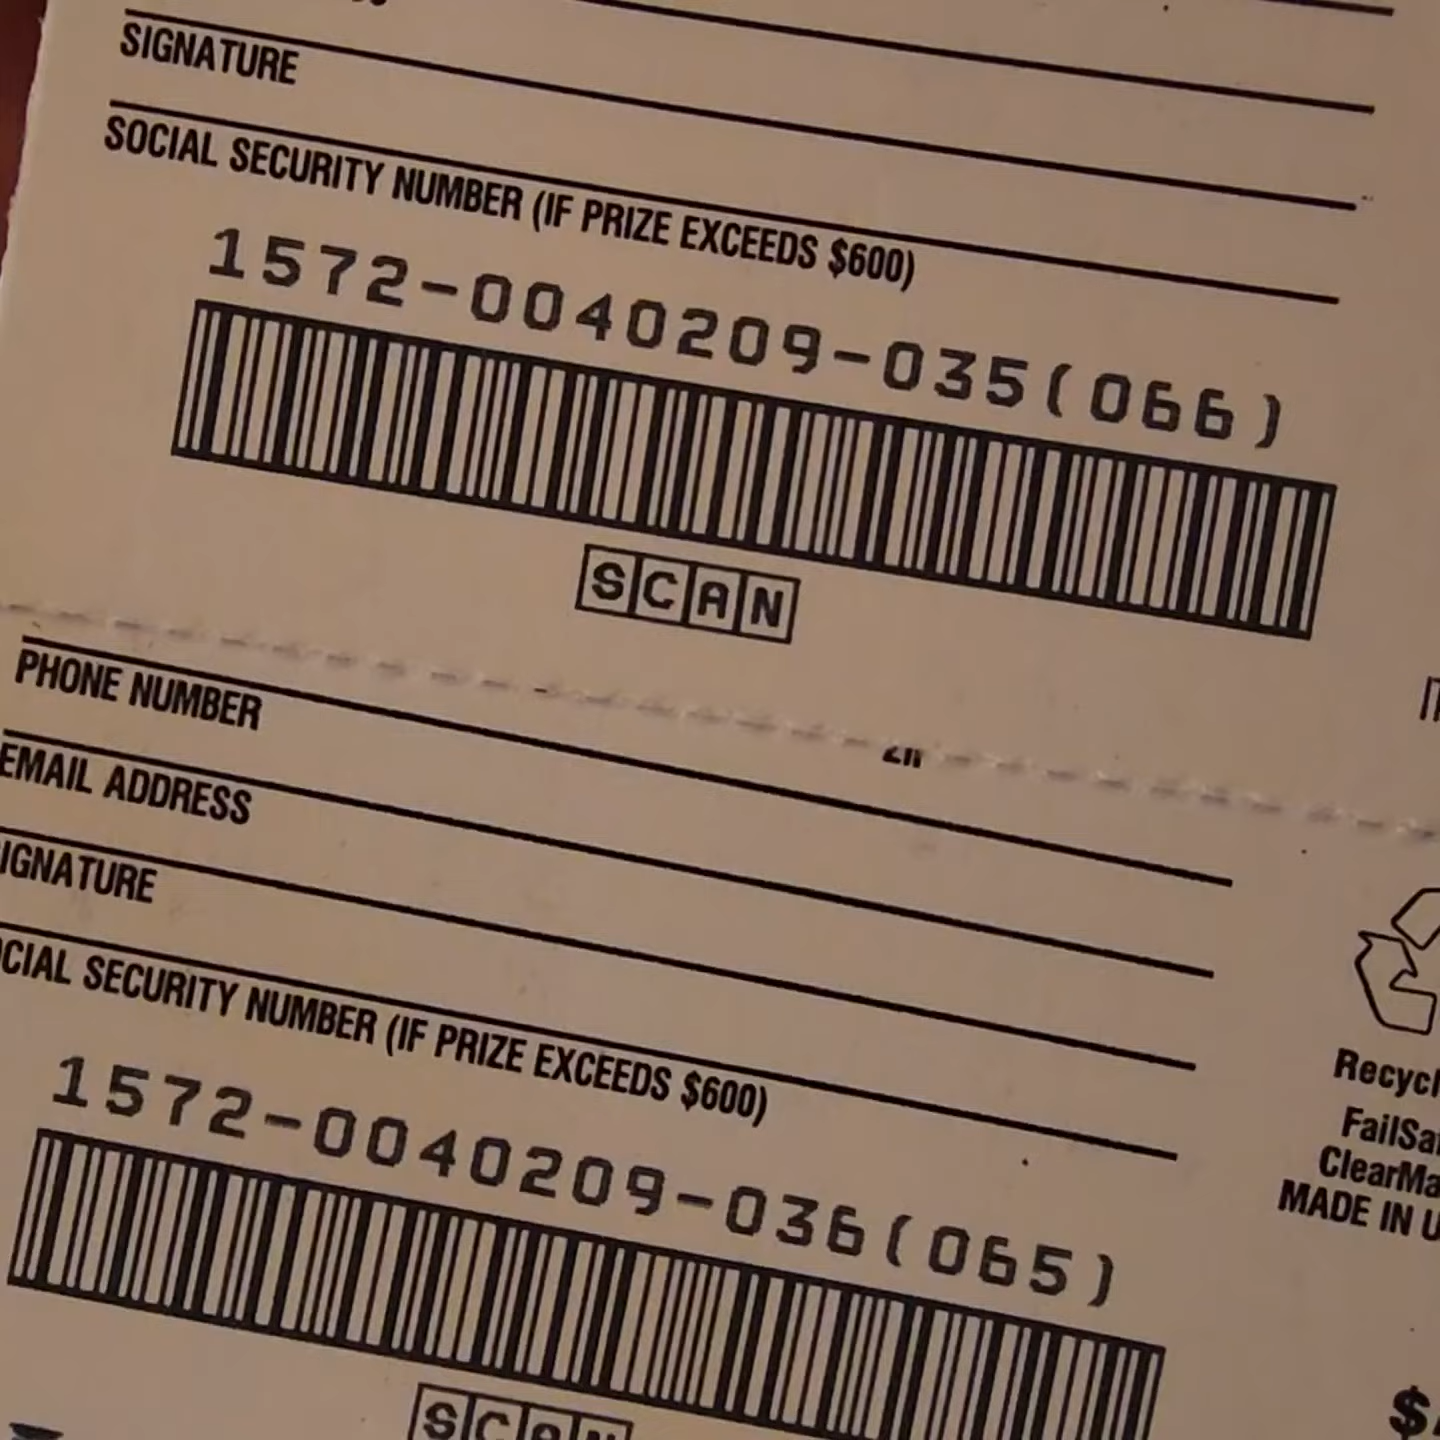 SIGNATURE
SOCIAL SECURITY NUMBER (IF PRIZE EXCEEDS $600)
1572-0040209-035(066)
SCAN
PHONE NUMBER
EMAIL ADDRESS
IGNATURE
CIAL SECURITY NUMBER (IF PRIZE EXCEEDS $600)
1572-0040209-036(065)
SCAN
Recycl
FailSa
ClearMa
MADE IN U
$